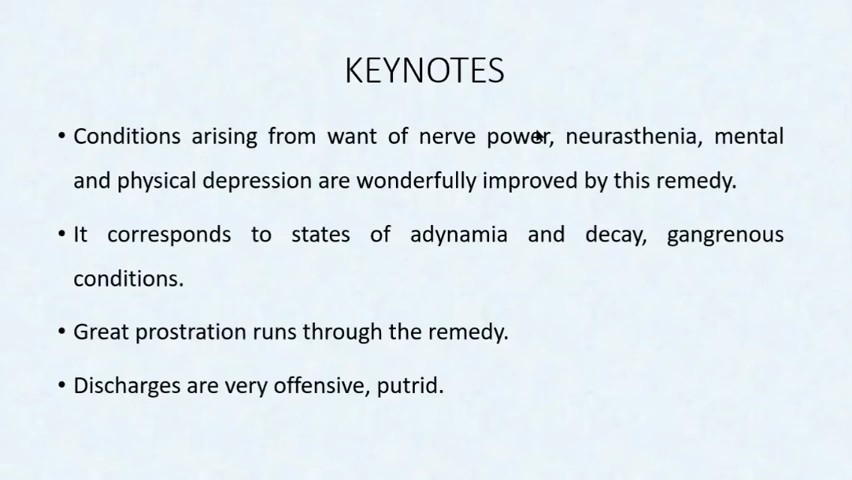 KEYNOTES
• Conditions arising from want of nerve power, neurasthenia, mental
and physical depression are wonderfully improved by this remedy.
• It corresponds to states of adynamia and decay, gangrenous
conditions.
• Great prostration runs through the remedy.
• Discharges are very offensive, putrid.